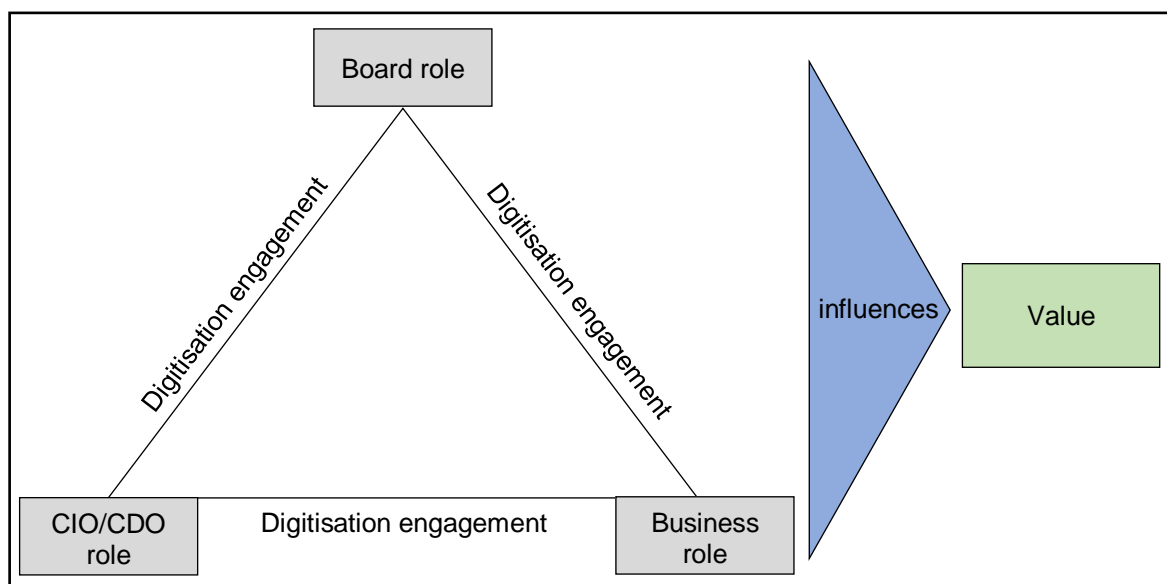 Board role
Digitisation engagement
Digitisation engagement
influences
Value
CIO/CDO
role
Digitisation engagement
Business
role